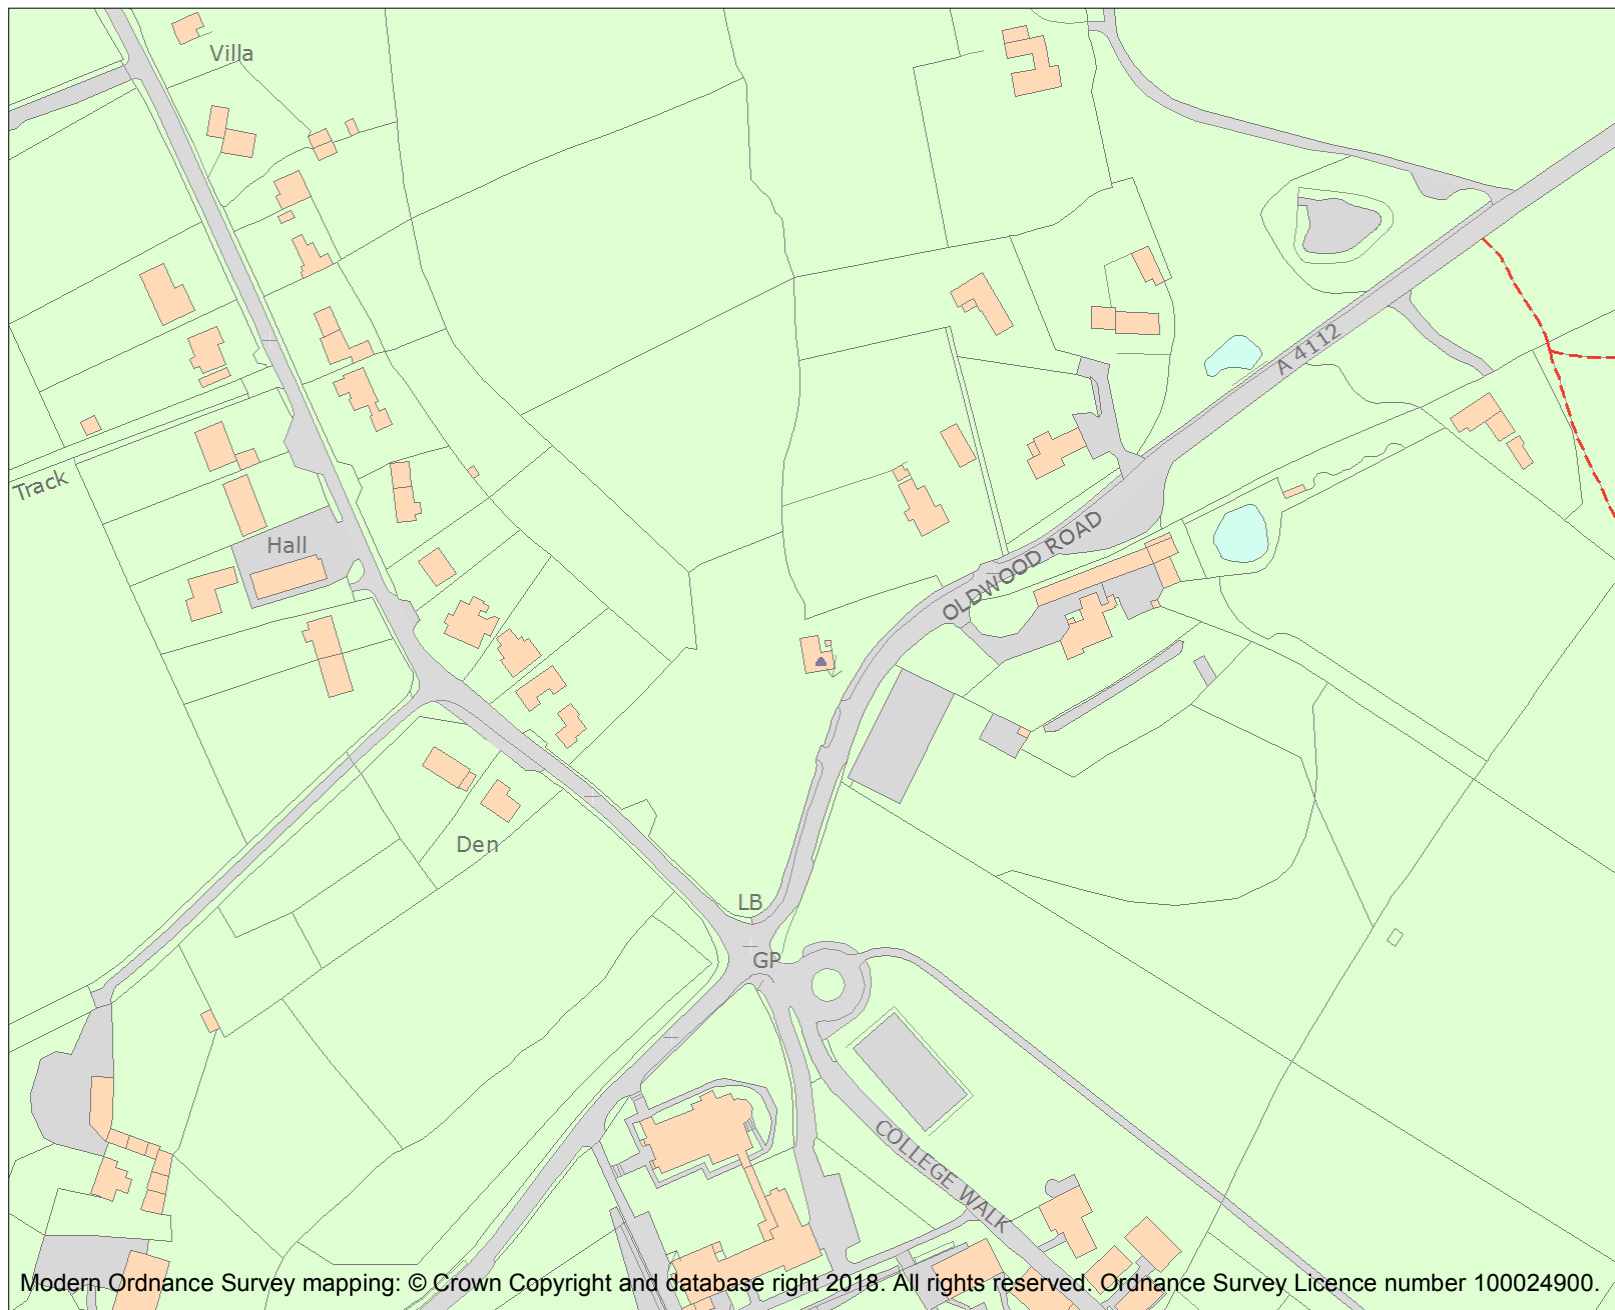 Villa
A 4112
Track
Hall
OLDWOOD ROAD
Den
LB
GP
COLLEGE WALK
Modern Ordnance Survey mapping: © Crown Copyright and database right 2018. All rights reserved. Ordnance Survey Licence number 100024900.